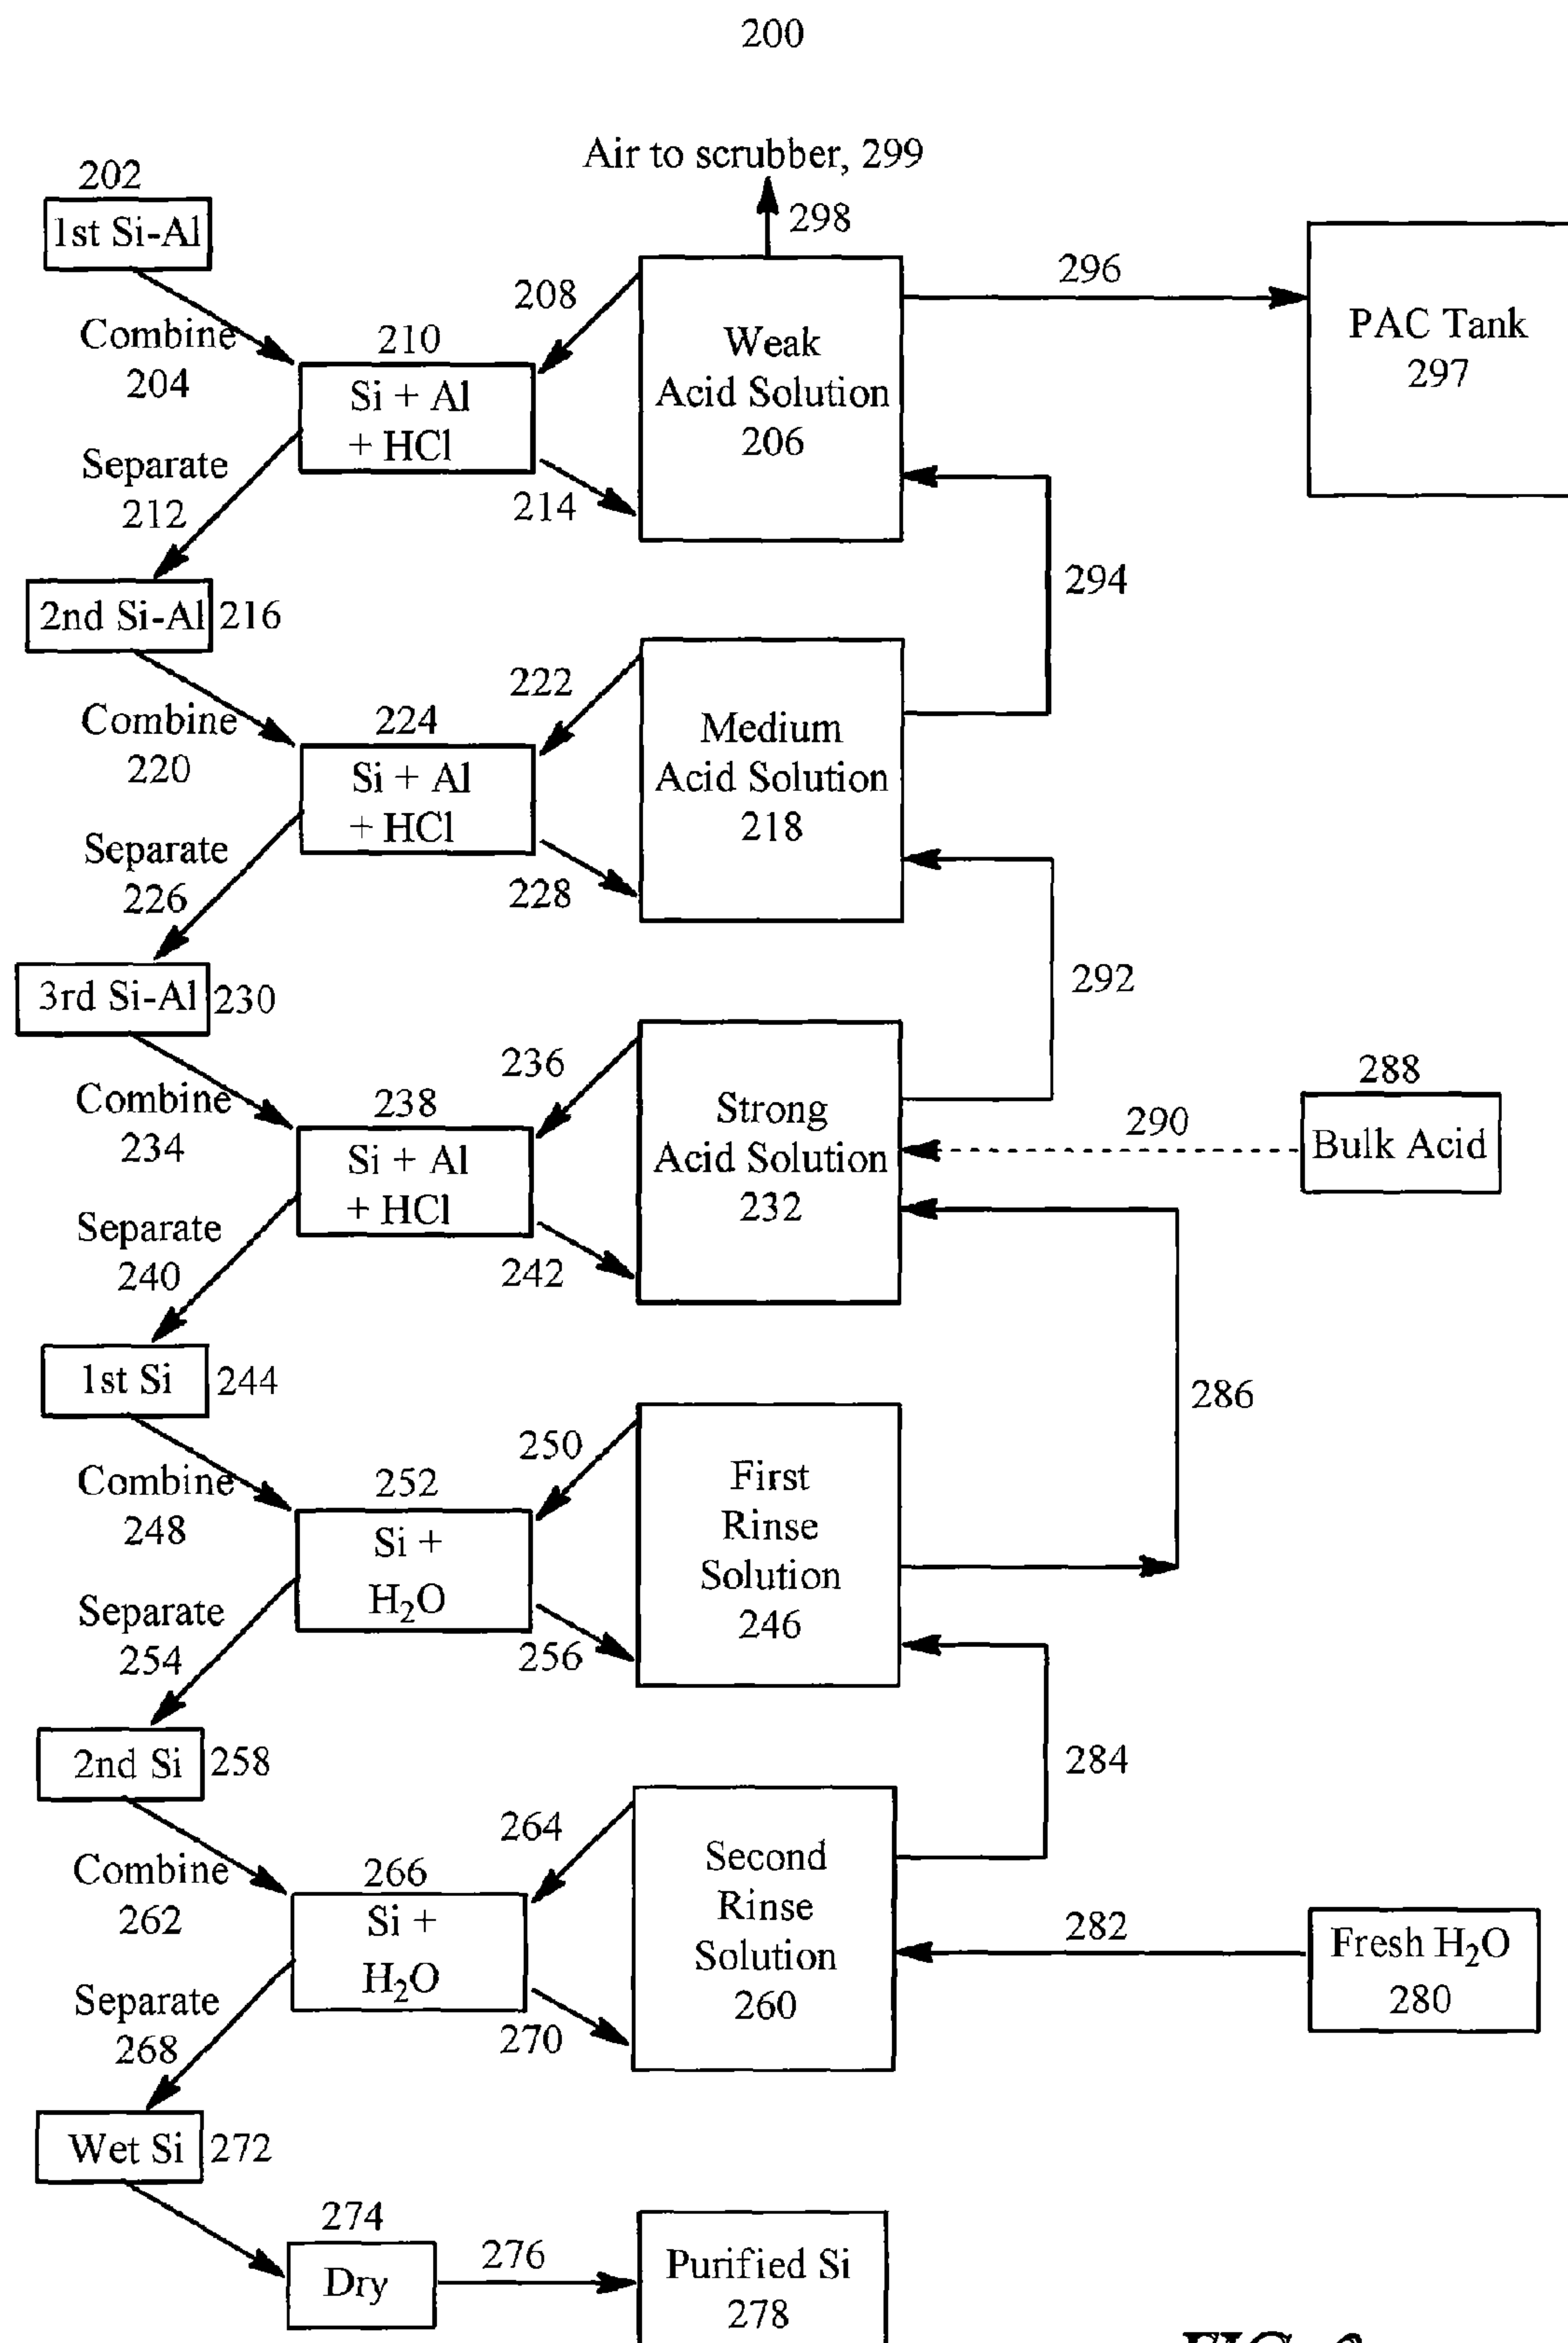 200
Air to scrubber, 299
298
202
1st Si-Al
208
296
Combine
204
210
Si + Al
+ HCl
Weak
Acid Solution
206
PAC Tank
297
Separate
212
214
294
2nd Si-Al
216
222
Combine
220
224
Si + Al
+ HCl
Medium
Acid Solution
218
Separate
226
228
292
3rd Si-Al
230
236
Combine
234
238
Si + Al
+ HCl
Strong
Acid Solution
232
290
288
Bulk Acid
Separate
240
242
286
1st Si
244
250
Combine
248
252
Si +
H₂O
First
Rinse
Solution
246
Separate
254
256
284
2nd Si
258
264
Combine
262
266
Si +
H₂O
Second
Rinse
Solution
260
282
Fresh H₂O
280
Separate
268
270
Wet Si
272
274
Dry
276
Purified Si
278